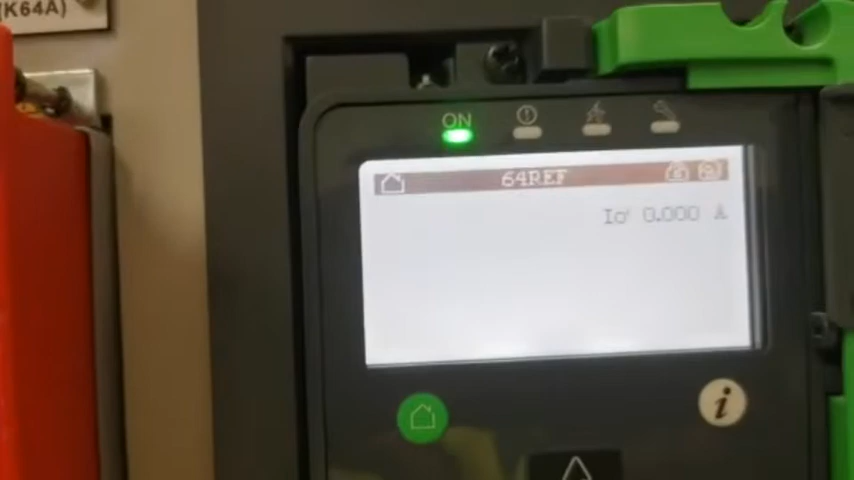 (K64A)
ON
64REF
Io' 0.000 A
i